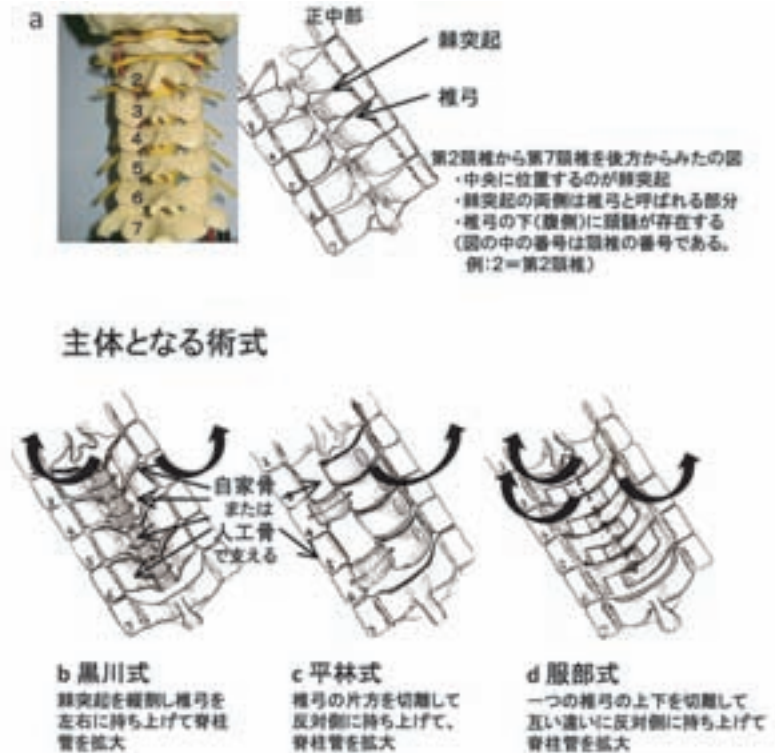 a
正中部
棘突起
椎弓
2
3
4
5
6
7
第2頸椎から第7頸椎を後方からみたの図
・中央に位置するのが棘突起
・棘突起の両側は椎弓と呼ばれる部分
・椎弓の下(腹側)に頸髄が存在する
(図の中の番号は頸椎の番号である。
例:2=第2頸椎)
主体となる術式
自家骨
または
人工骨
で支える
b 黒川式
棘突起を縦割し椎弓を
左右に持ち上げて脊柱
管を拡大
c 平林式
椎弓の片方を切離して
反対側に持ち上げて、
脊柱管を拡大
d 服部式
一つの椎弓の上下を切離して
互い違いに反対側に持ち上げて
脊柱管を拡大